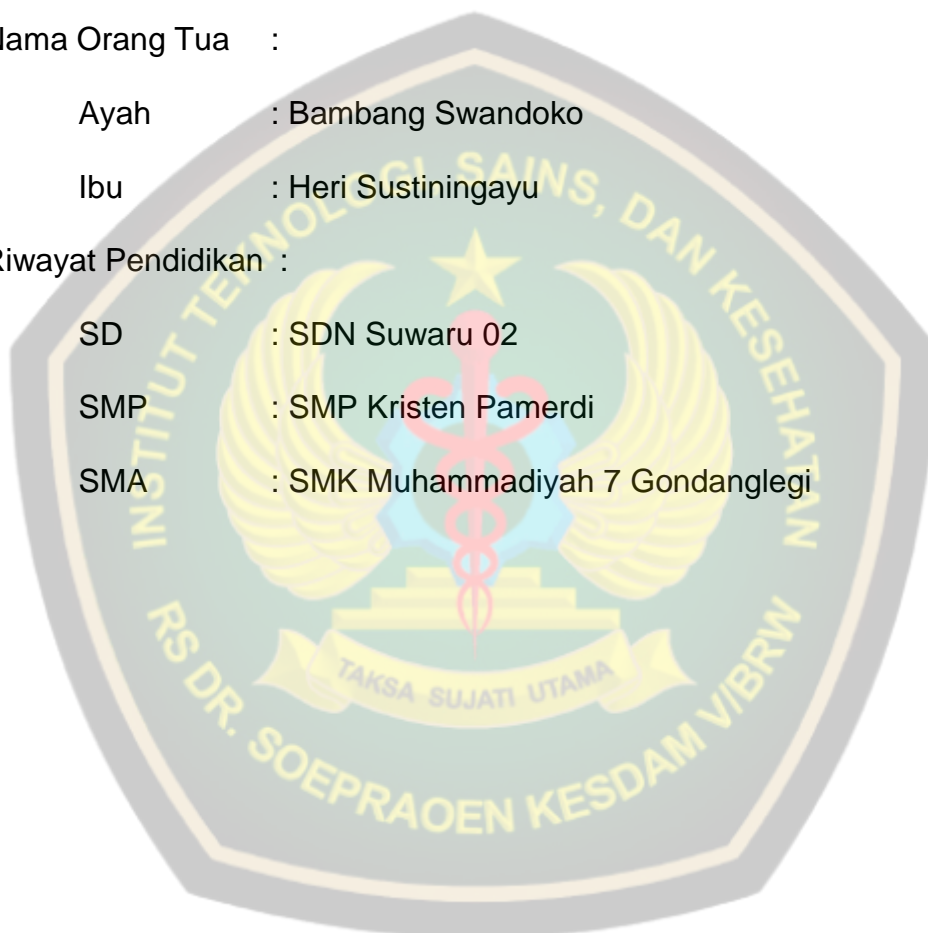 Nama Orang Tua :
Ayah : Bambang Swandoko
Ibu : Heri Sustiningayu
Riwayat Pendidikan :
SD : SDN Suwaru 02
SMP : SMP Kristen Pamerdi
SMA : SMK Muhammadiyah 7 Gondanglegi
INSTITUT TEKNOLOGI, SAINS, DAN KESEHATAN
TAKSA SUJATI UTAMA
RS DR. SOEPRAOEN KESDAM V/BRW